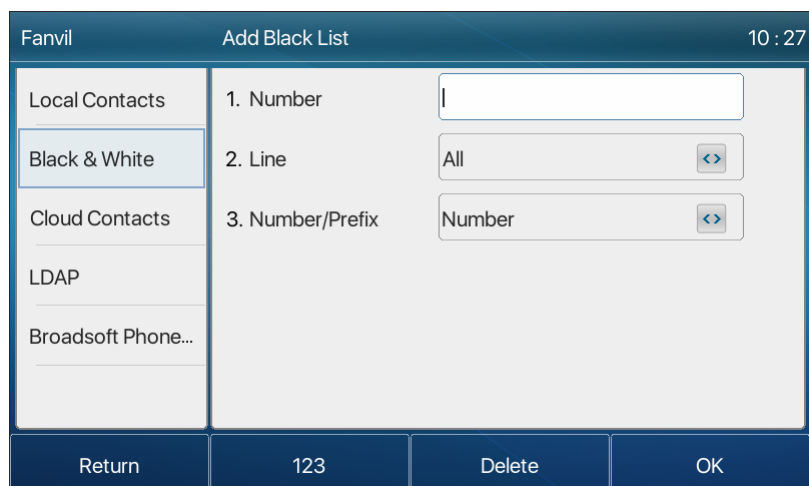 Fanvil Add Black List 10 : 27
Local Contacts
Black & White
Cloud Contacts
LDAP
Broadsoft Phone...
1. Number
2. Line All
3. Number/Prefix Number
Return 123 Delete OK